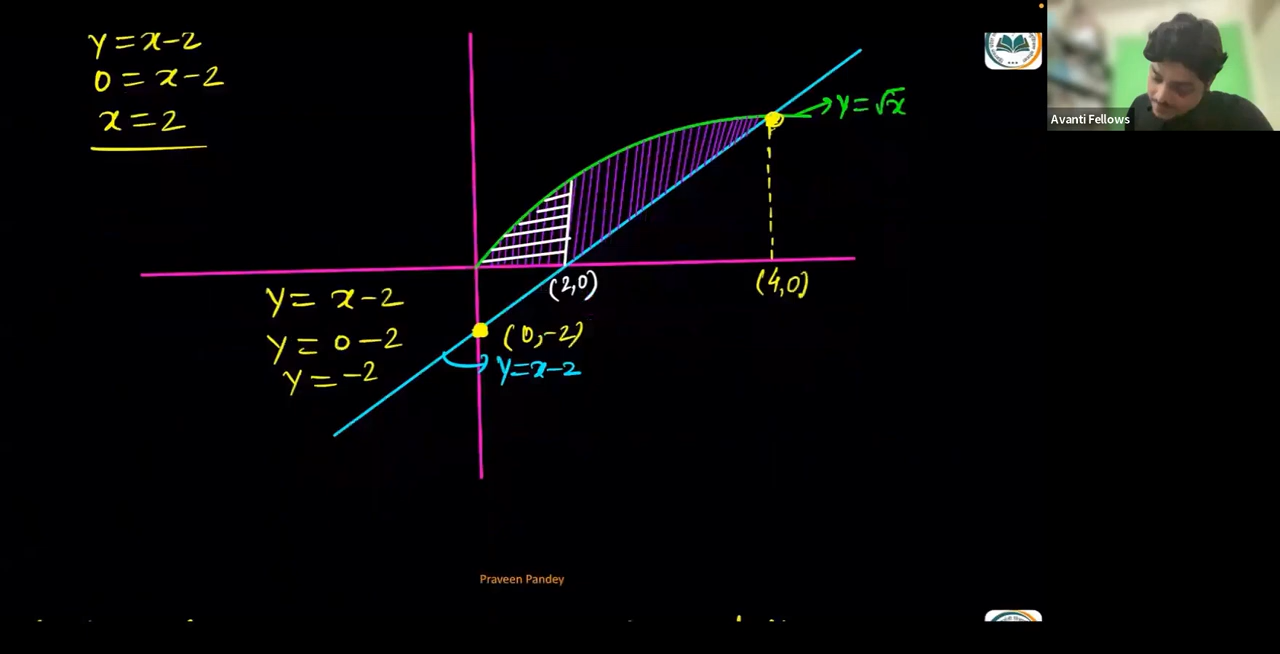 y = x-2
0 = x-2
x = 2
y = √x
Avanti Fellows
(2,0)
(4,0)
y = x-2
y = 0-2
y = -2
(0,-2)
y=x-2
Praveen Pandey